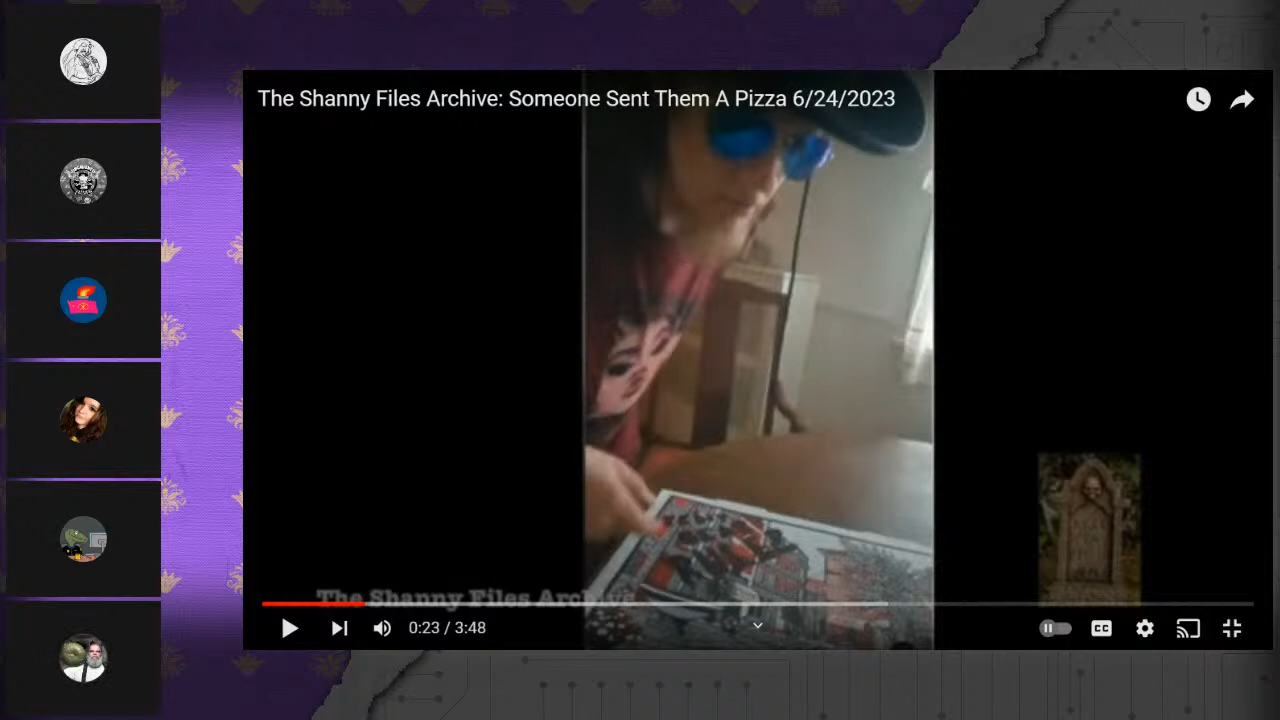 The Shanny Files Archive: Someone Sent Them A Pizza 6/24/2023
The Shanny Files Archive
0:23 / 3:48
CC